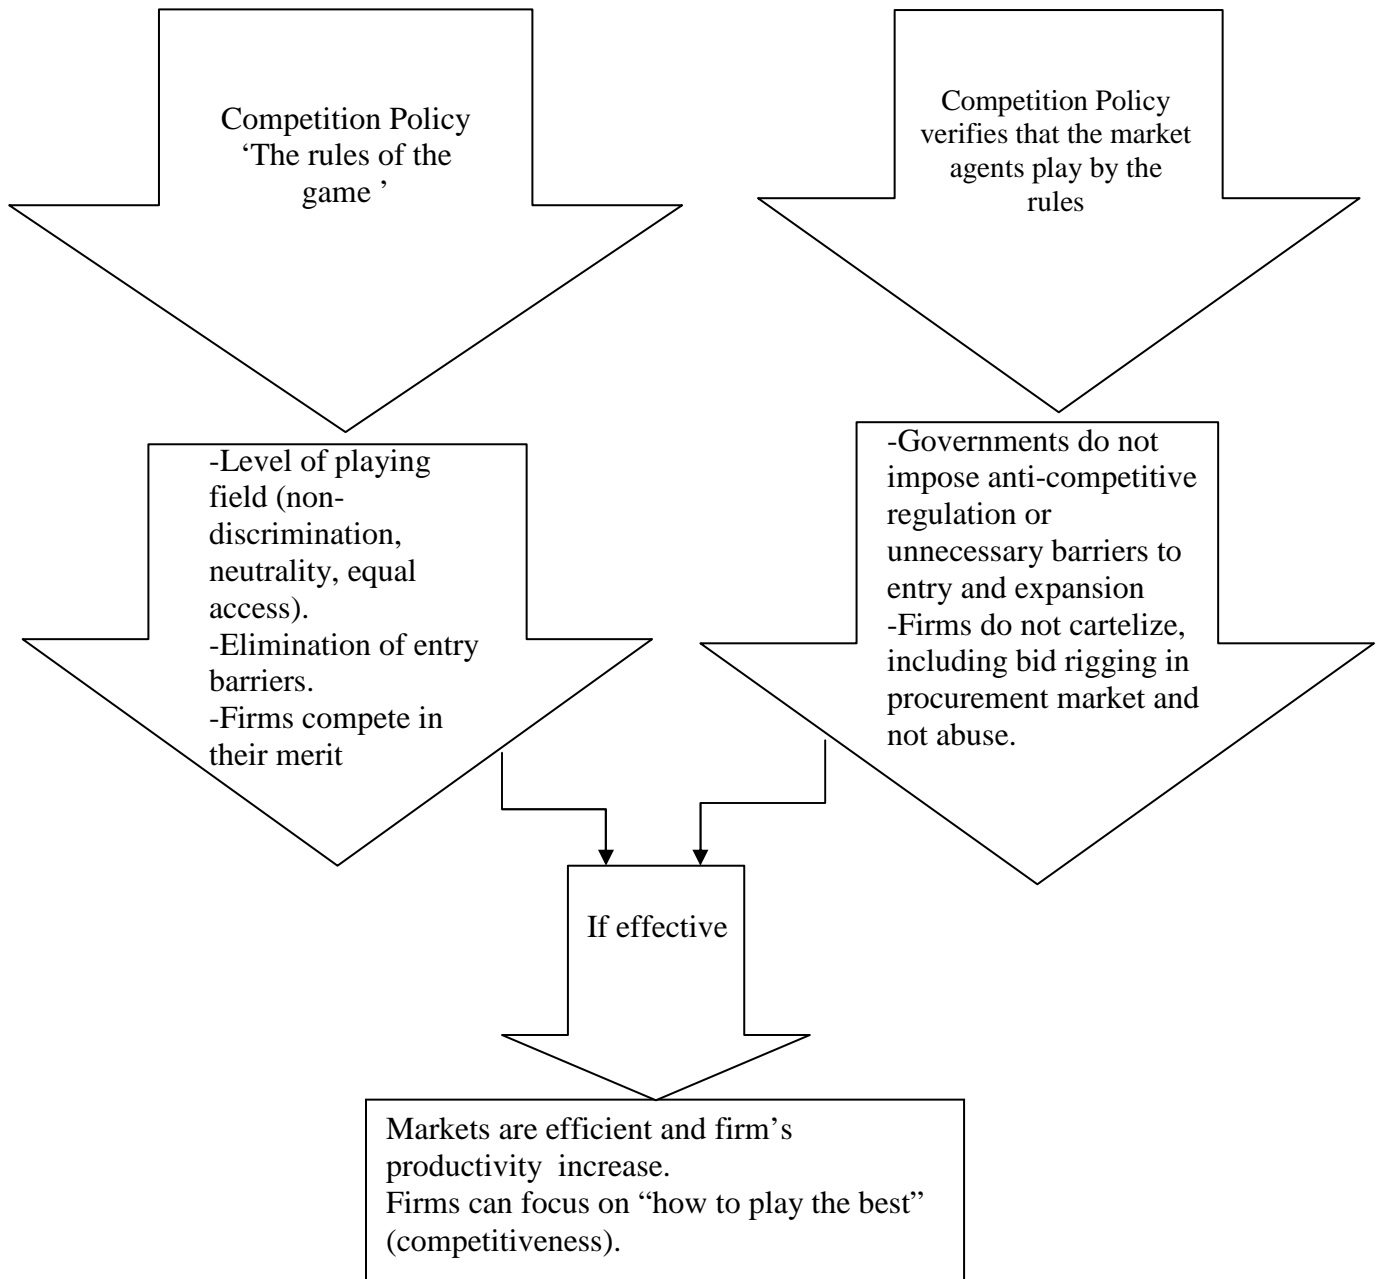 Competition Policy
‘The rules of the
game ’
Competition Policy
verifies that the market
agents play by the
rules
-Level of playing
field (non-
discrimination,
neutrality, equal
access).
-Elimination of entry
barriers.
-Firms compete in
their merit
-Governments do not
impose anti-competitive
regulation or
unnecessary barriers to
entry and expansion
-Firms do not cartelize,
including bid rigging in
procurement market and
not abuse.
If effective
Markets are efficient and firm’s
productivity  increase.
Firms can focus on “how to play the best”
(competitiveness).